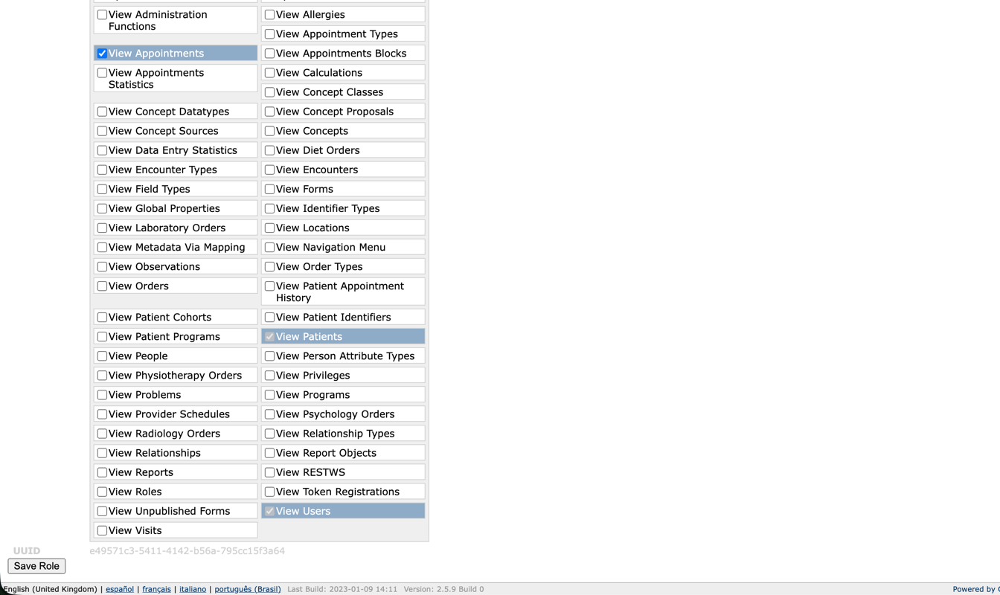 View Administration
Functions
View Allergies
View Appointment Types
View Appointments
View Appointments Blocks
View Appointments
Statistics
View Calculations
View Concept Classes
View Concept Datatypes
View Concept Proposals
View Concept Sources
View Concepts
View Data Entry Statistics
View Diet Orders
View Encounter Types
View Encounters
View Field Types
View Forms
View Global Properties
View Identifier Types
View Laboratory Orders
View Locations
View Metadata Via Mapping
View Navigation Menu
View Observations
View Order Types
View Orders
View Patient Appointment
History
View Patient Cohorts
View Patient Identifiers
View Patient Programs
View Patients
View People
View Person Attribute Types
View Physiotherapy Orders
View Privileges
View Problems
View Programs
View Provider Schedules
View Psychology Orders
View Radiology Orders
View Relationship Types
View Relationships
View Report Objects
View Reports
View RESTWS
View Roles
View Token Registrations
View Unpublished Forms
View Users
View Visits
UUID e49571c3-5411-4142-b56a-795cc15f3a64
Save Role
English (United Kingdom) | español | français | italiano | português (Brasil) Last Build: 2023-01-09 14:11 Version: 2.5.9 Build 0 Powered by